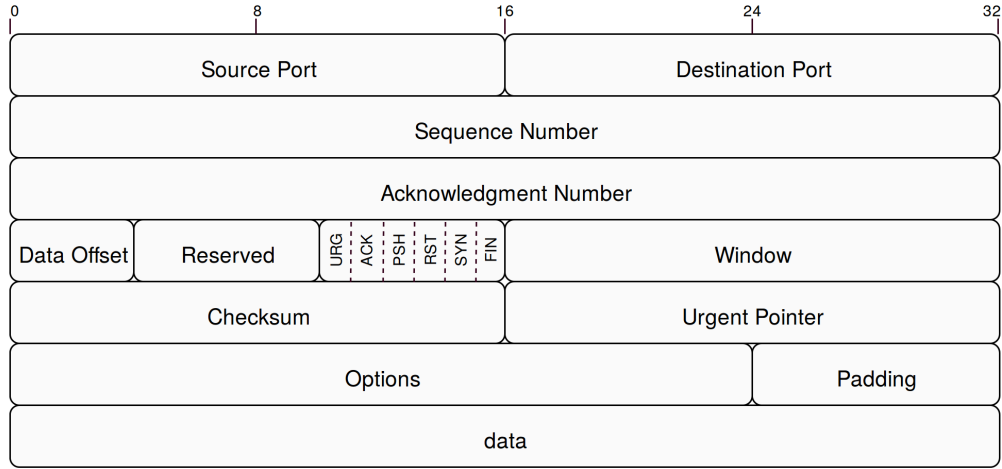 0 8 16 24 32
Source Port Destination Port
Sequence Number
Acknowledgment Number
Data Offset Reserved URG ACK PSH RST SYN FIN Window
Checksum Urgent Pointer
Options Padding
data